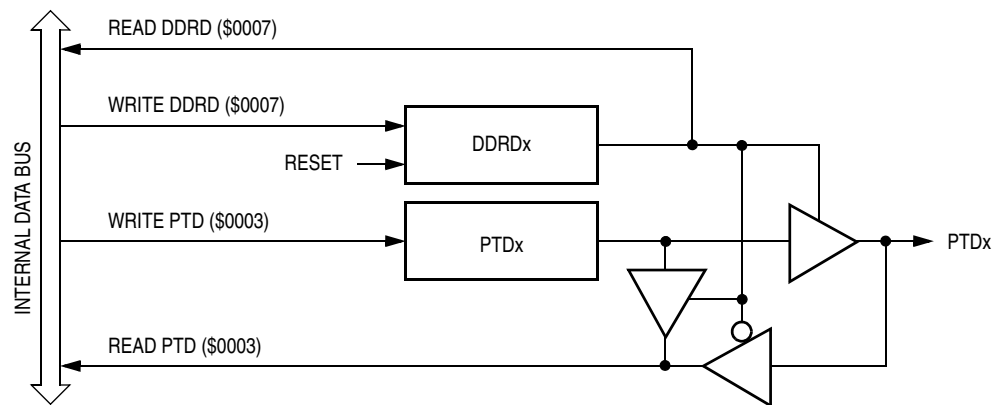 READ DDRD ($0007)
WRITE DDRD ($0007)
DDRDx
RESET
WRITE PTD ($0003)
PTDx
PTDx
READ PTD ($0003)
INTERNAL DATA BUS